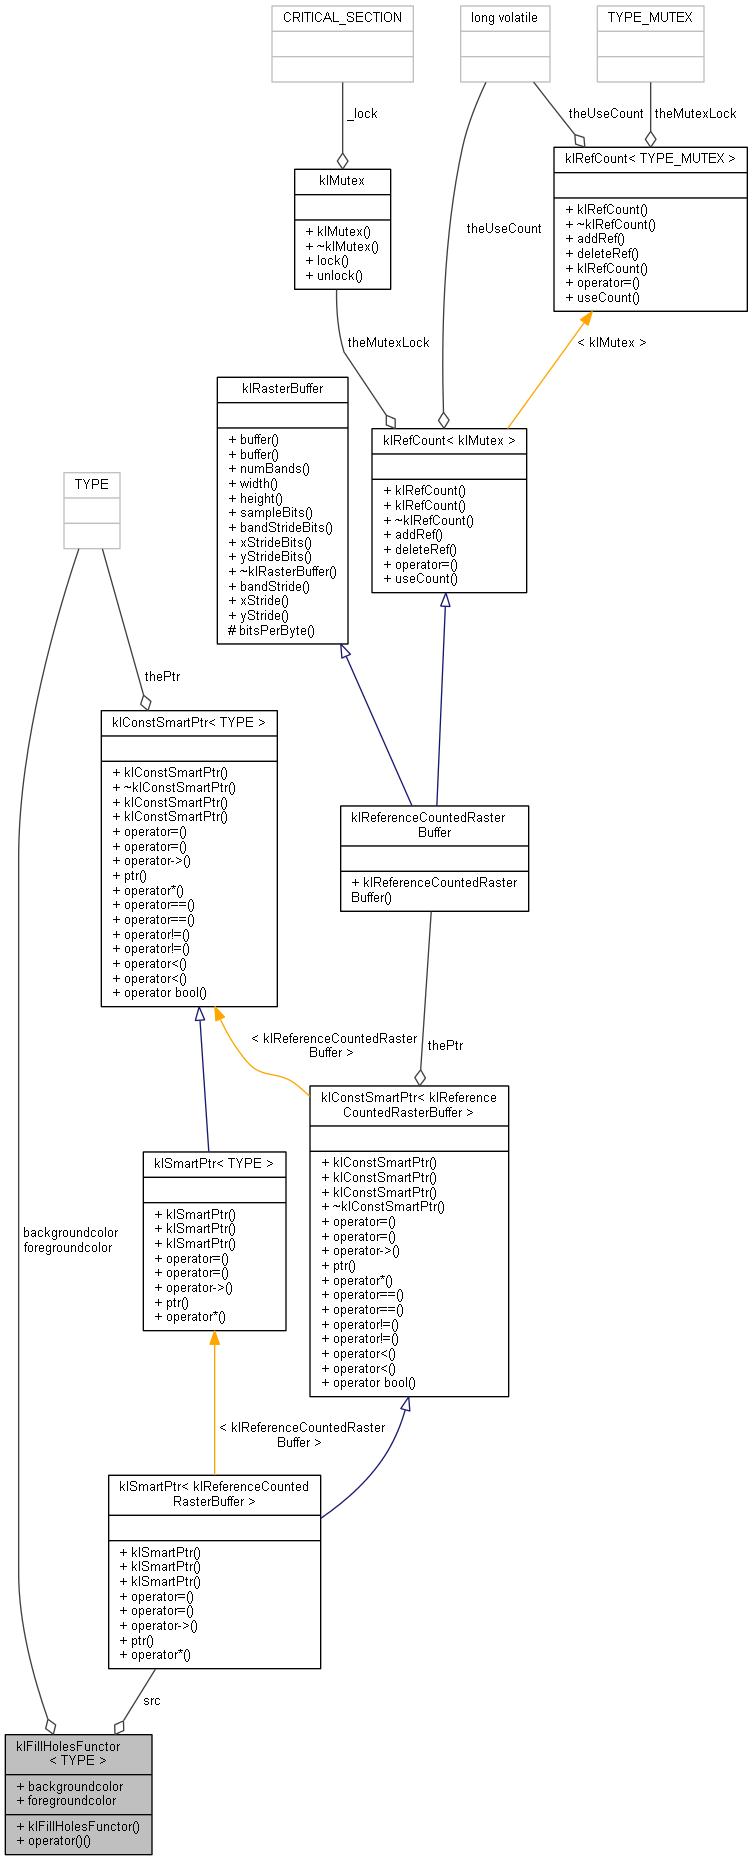 CRITICAL_SECTION
long volatile
TYPE_MUTEX
_lock
theUseCount
theMutexLock
klMutex
+ klMutex()
+ ~klMutex()
+ lock()
+ unlock()
klRefCount< TYPE_MUTEX >
+ klRefCount()
+ ~klRefCount()
+ addRef()
+ deleteRef()
+ klRefCount()
+ operator=()
+ useCount()
theUseCount
theMutexLock
< klMutex >
klRasterBuffer
+ buffer()
+ buffer()
+ numBands()
+ width()
+ height()
+ sampleBits()
+ bandStrideBits()
+ xStrideBits()
+ yStrideBits()
+ ~klRasterBuffer()
+ bandStride()
+ xStride()
+ yStride()
# bitsPerByte()
klRefCount< klMutex >
+ klRefCount()
+ klRefCount()
+ ~klRefCount()
+ addRef()
+ deleteRef()
+ operator=()
+ useCount()
TYPE
thePtr
klConstSmartPtr< TYPE >
+ klConstSmartPtr()
+ ~klConstSmartPtr()
+ klConstSmartPtr()
+ klConstSmartPtr()
+ operator=()
+ operator=()
+ operator->()
+ ptr()
+ operator*()
+ operator==()
+ operator==()
+ operator!=()
+ operator!=()
+ operator<()
+ operator<()
+ operator bool()
klReferenceCountedRaster
Buffer
+ klReferenceCountedRaster
Buffer()
< klReferenceCountedRaster
Buffer >
thePtr
klConstSmartPtr< klReference
CountedRasterBuffer >
+ klConstSmartPtr()
+ klConstSmartPtr()
+ klConstSmartPtr()
+ ~klConstSmartPtr()
+ operator=()
+ operator=()
+ operator->()
+ ptr()
+ operator*()
+ operator==()
+ operator==()
+ operator!=()
+ operator!=()
+ operator<()
+ operator<()
+ operator bool()
klSmartPtr< TYPE >
+ klSmartPtr()
+ klSmartPtr()
+ klSmartPtr()
+ operator=()
+ operator=()
+ operator->()
+ ptr()
+ operator*()
backgroundcolor
foregroundcolor
< klReferenceCountedRaster
Buffer >
klSmartPtr< klReferenceCounted
RasterBuffer >
+ klSmartPtr()
+ klSmartPtr()
+ klSmartPtr()
+ operator=()
+ operator=()
+ operator->()
+ ptr()
+ operator*()
src
klFillHolesFunctor
< TYPE >
+ backgroundcolor
+ foregroundcolor
+ klFillHolesFunctor()
+ operator()()